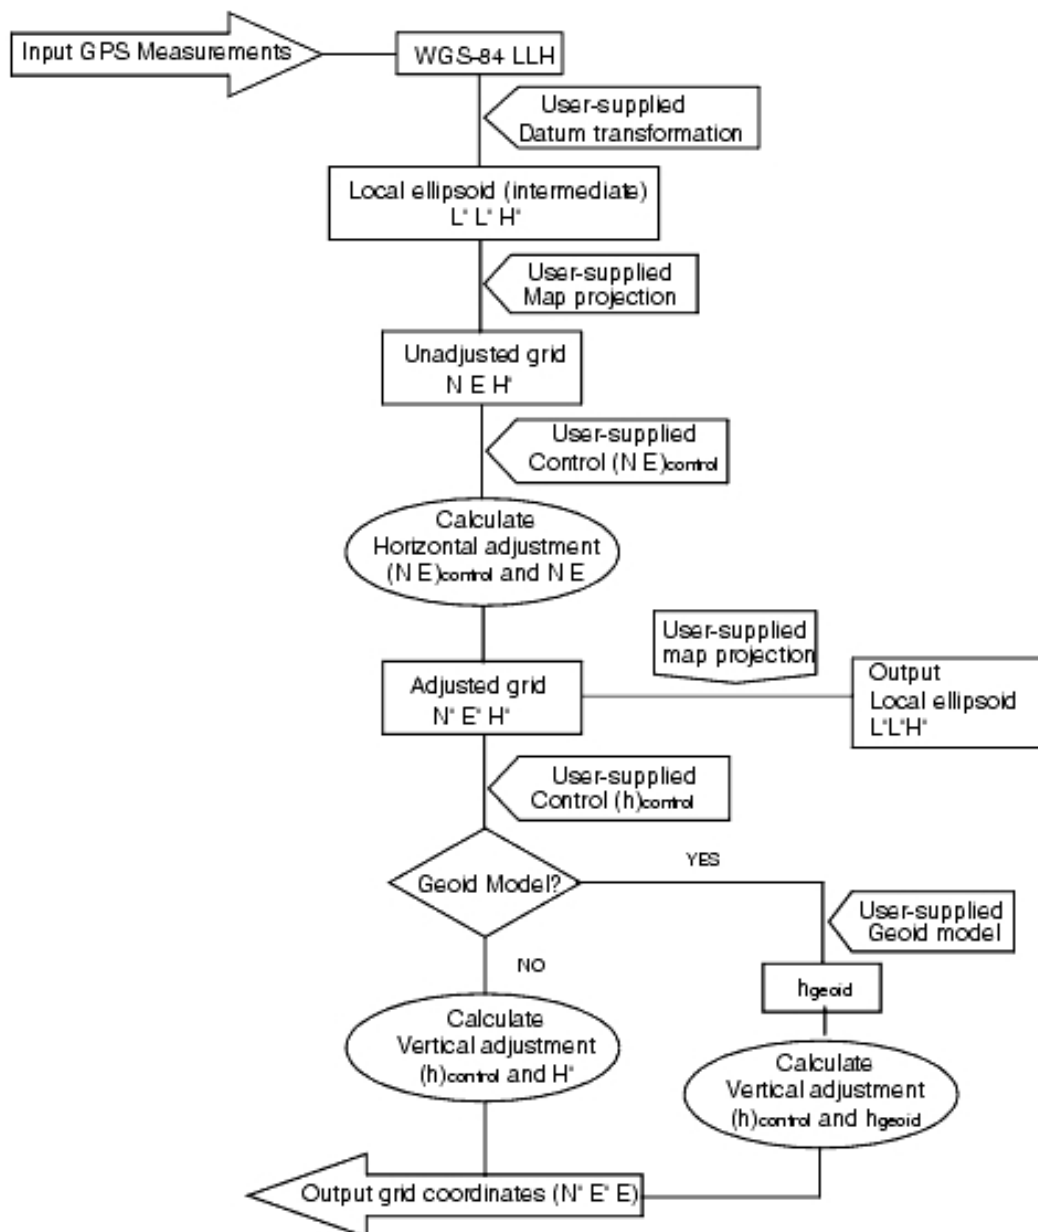 Input GPS Measurements
WGS-84 LLH
User-supplied
Datum transformation
Local ellipsoid (intermediate)
L' L' H'
User-supplied
Map projection
Unadjusted grid
N E H'
User-supplied
Control (N E)control
Calculate
Horizontal adjustment
(N E)control and N E
User-supplied
map projection
Adjusted grid
N' E' H'
Output
Local ellipsoid
L'L'H'
User-supplied
Control (h)control
Geoid Model?
YES
User-supplied
Geoid model
NO
hgeoid
Calculate
Vertical adjustment
(h)control and H'
Calculate
Vertical adjustment
(h)control and hgeoid
Output grid coordinates (N' E' E)